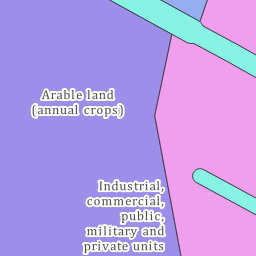 Arable land
(annual crops)
Industrial,
commercial,
public,
military and
private units